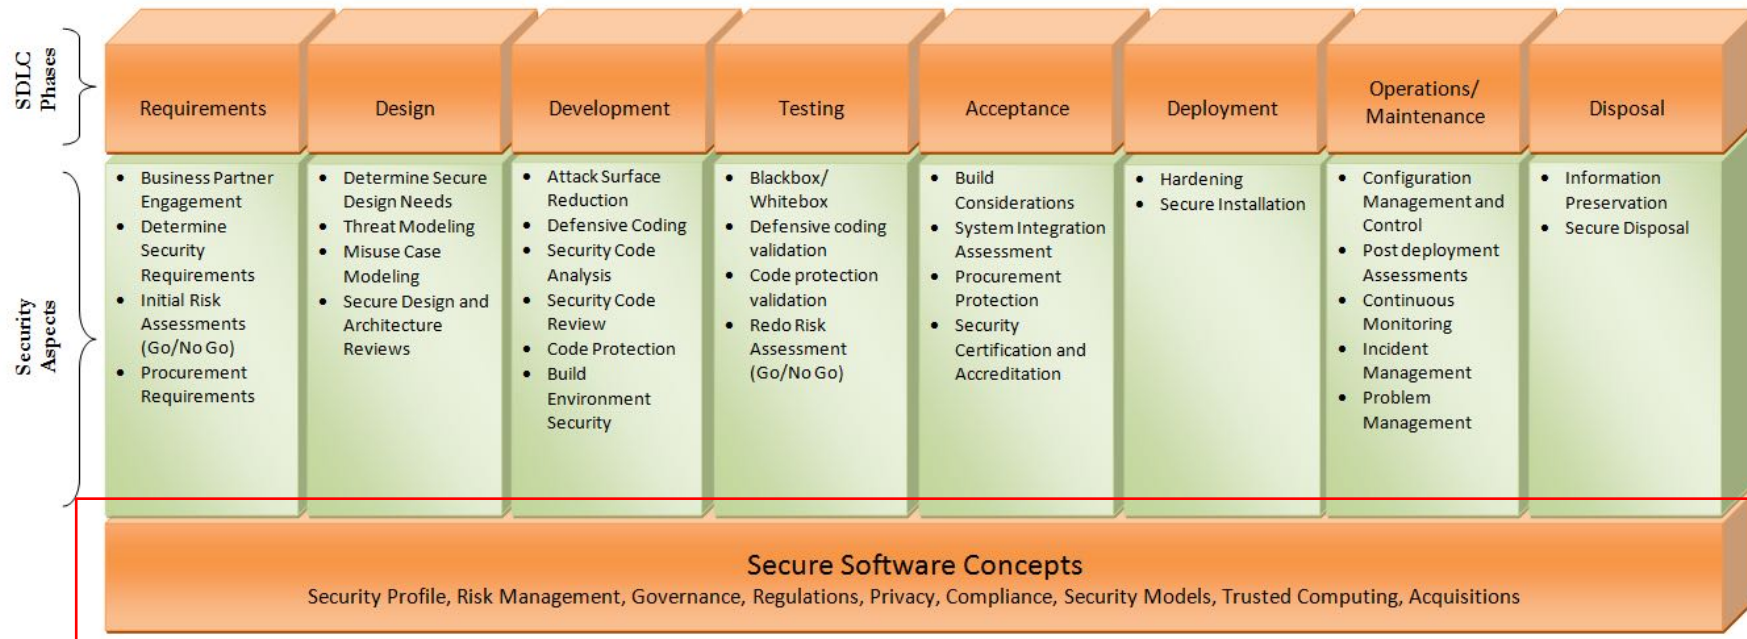 SDLC
Phases
Requirements
Design
Development
Testing
Acceptance
Deployment
Operations/
Maintenance
Disposal
Security
Aspects
• Business Partner
Engagement
• Determine
Security
Requirements
• Initial Risk
Assessments
(Go/No Go)
• Procurement
Requirements
• Determine Secure
Design Needs
• Threat Modeling
• Misuse Case
Modeling
• Secure Design and
Architecture
Reviews
• Attack Surface
Reduction
• Defensive Coding
• Security Code
Analysis
• Security Code
Review
• Code Protection
• Build
Environment
Security
• Blackbox/
Whitebox
• Defensive coding
validation
• Code protection
validation
• Redo Risk
Assessment
(Go/No Go)
• Build
Considerations
• System Integration
Assessment
• Procurement
Protection
• Security
Certification and
Accreditation
• Hardening
• Secure Installation
• Configuration
Management and
Control
• Post deployment
Assessments
• Continuous
Monitoring
• Incident
Management
• Problem
Management
• Information
Preservation
• Secure Disposal
Secure Software Concepts
Security Profile, Risk Management, Governance, Regulations, Privacy, Compliance, Security Models, Trusted Computing, Acquisitions